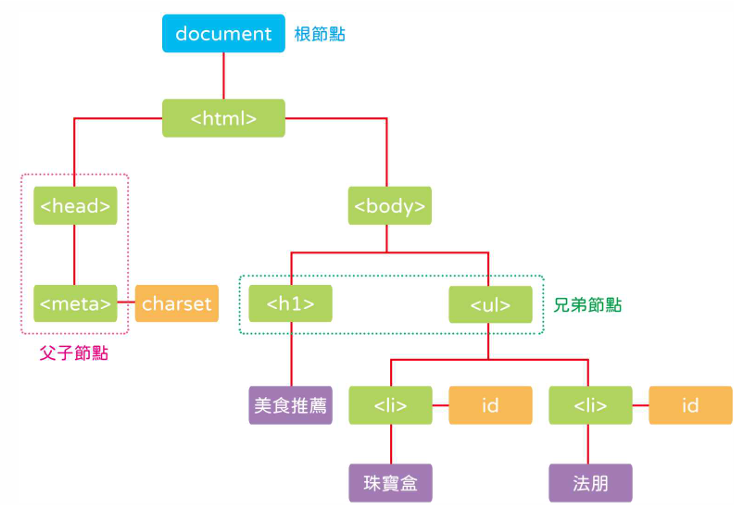 document
根節點
<html>
<head>
<body>
<meta>
charset
<h1>
<ul>
兄弟節點
父子節點
美食推薦
<li>
id
<li>
id
珠寶盒
法朋